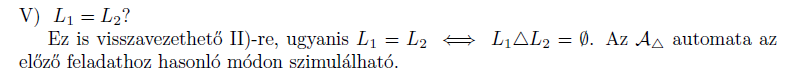 V) L₁ = L₂?
Ez is visszavezethető II)-re, ugyanis L₁ = L₂ ⟺ L₁△L₂ = ∅. Az 𝒜△ automata az
előző feladathoz hasonló módon szimulálható.